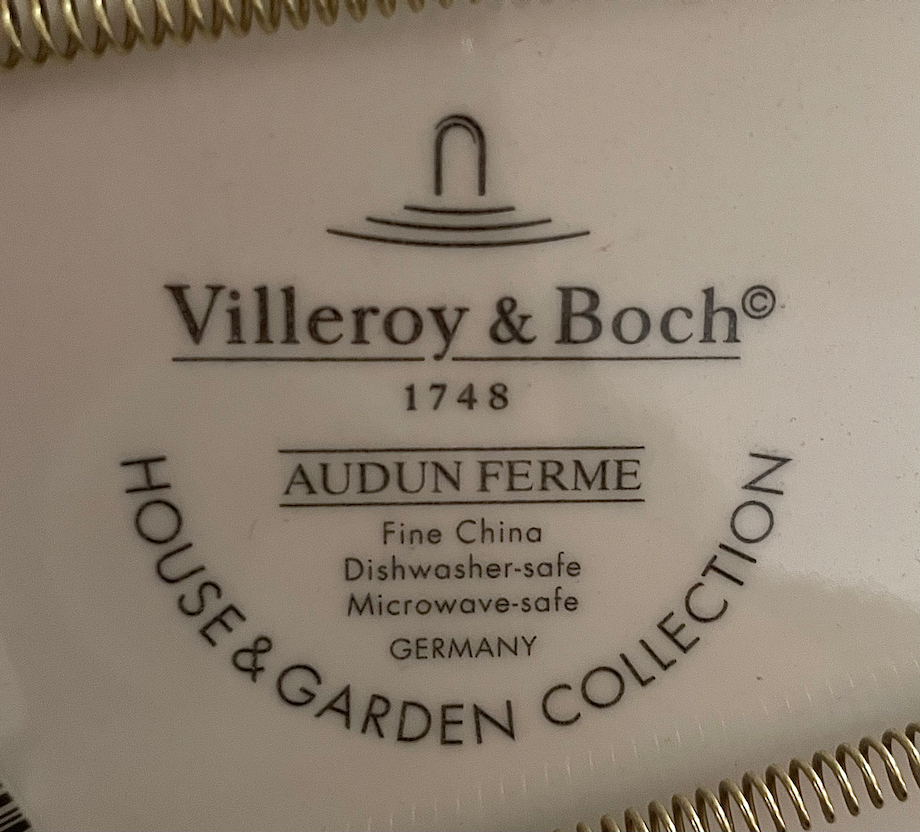 Villeroy & Boch©
1748
AUDUN FERME
Fine China
Dishwasher-safe
Microwave-safe
GERMANY
HOUSE & GARDEN COLLECTION